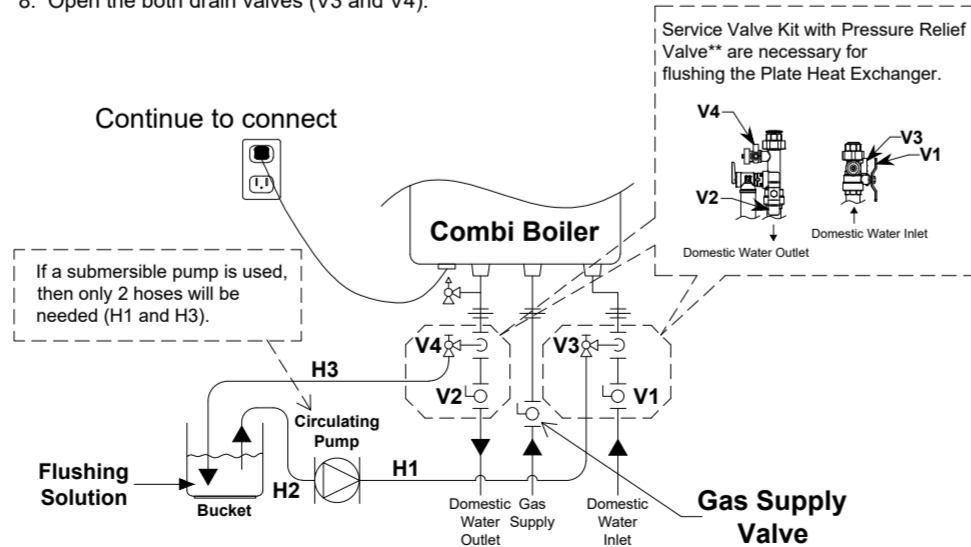 8. Open the both drain valves (V3 and V4).
Service Valve Kit with Pressure Relief
Valve** are necessary for
flushing the Plate Heat Exchanger.
V4
V3
V1
V2
Domestic Water Outlet
Domestic Water Inlet
Continue to connect
Combi Boiler
If a submersible pump is used,
then only 2 hoses will be
needed (H1 and H3).
V4
V3
H3
V2
V1
Circulating
Pump
H1
Flushing
Solution
H2
Bucket
Domestic
Water
Outlet
Gas
Supply
Domestic
Water
Inlet
Gas Supply
Valve